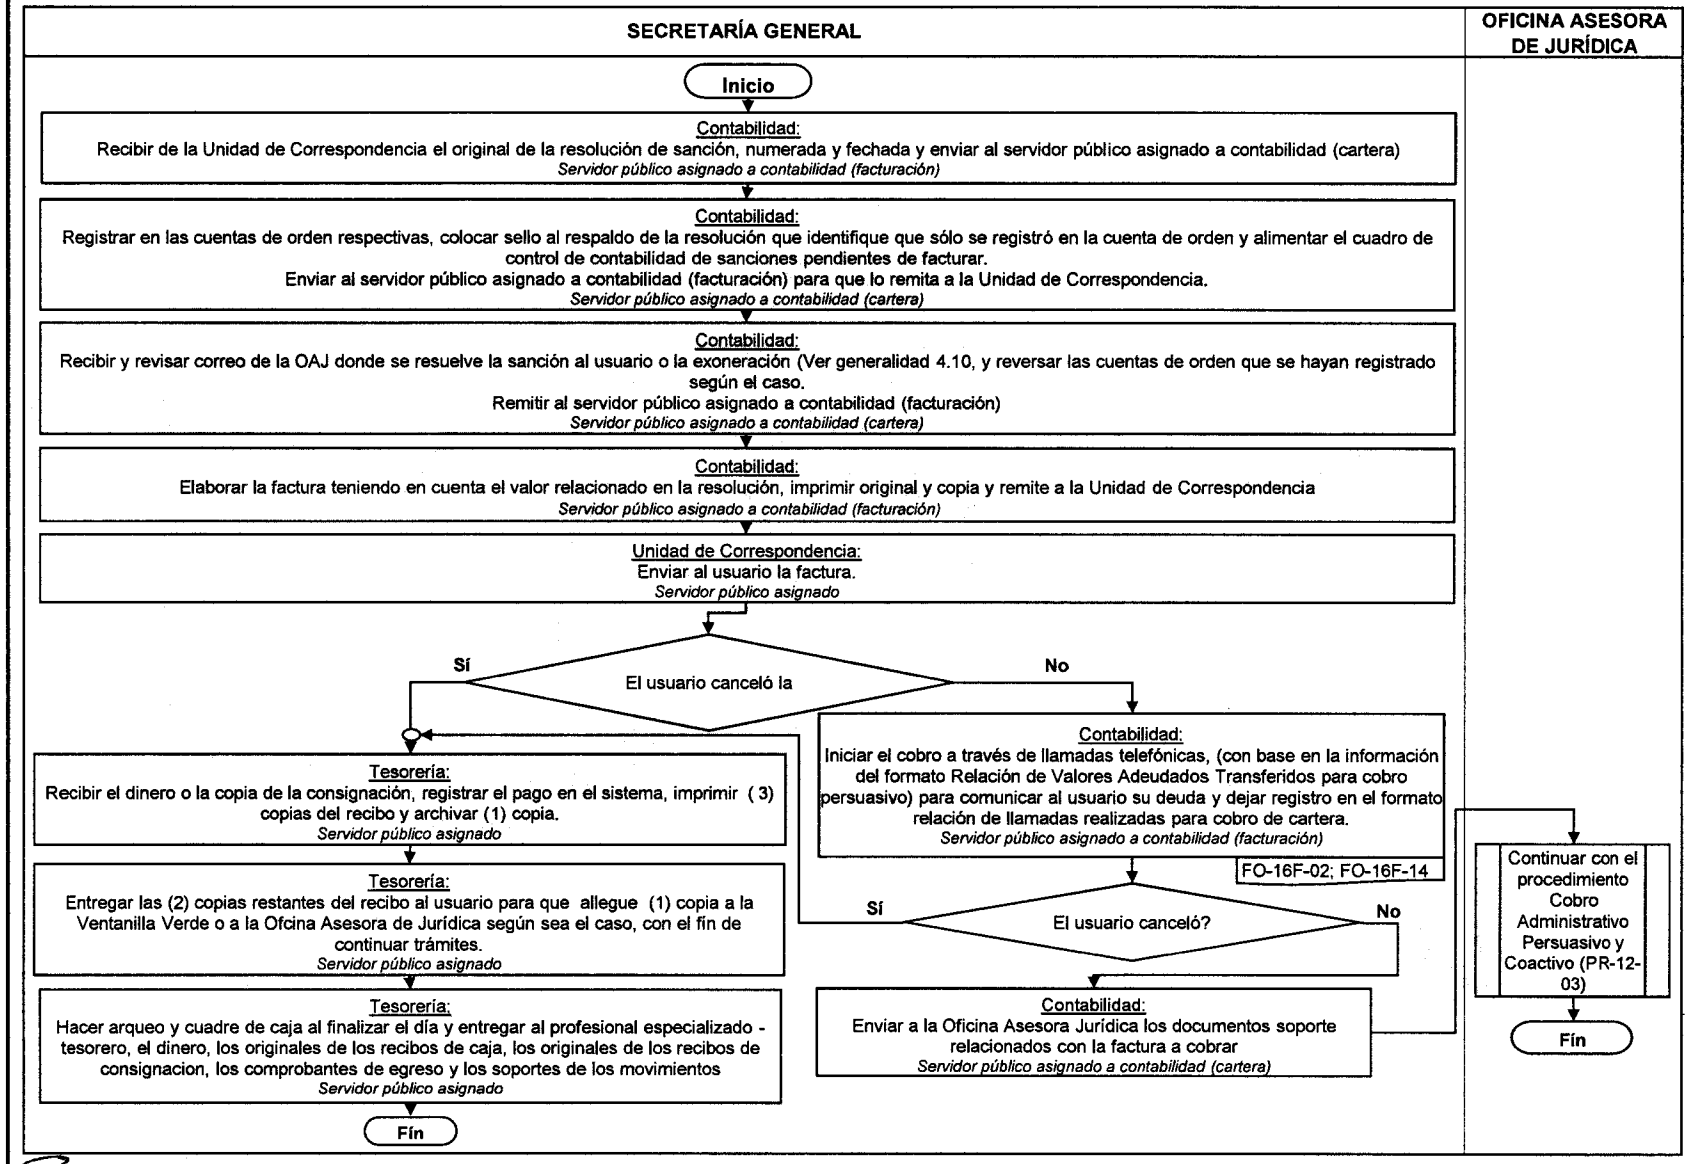 SECRETARÍA GENERAL
OFICINA ASESORA
DE JURÍDICA
Inicio
Contabilidad:
Recibir de la Unidad de Correspondencia el original de la resolución de sanción, numerada y fechada y enviar al servidor público asignado a contabilidad (cartera)
Servidor público asignado a contabilidad (facturación)
Contabilidad:
Registrar en las cuentas de orden respectivas, colocar sello al respaldo de la resolución que identifique que sólo se registró en la cuenta de orden y alimentar el cuadro de
control de contabilidad de sanciones pendientes de facturar.
Enviar al servidor público asignado a contabilidad (facturación) para que lo remita a la Unidad de Correspondencia.
Servidor público asignado a contabilidad (cartera)
Contabilidad:
Recibir y revisar correo de la OAJ donde se resuelve la sanción al usuario o la exoneración (Ver generalidad 4.10, y reversar las cuentas de orden que se hayan registrado
según el caso.
Remitir al servidor público asignado a contabilidad (facturación)
Servidor público asignado a contabilidad (cartera)
Contabilidad:
Elaborar la factura teniendo en cuenta el valor relacionado en la resolución, imprimir original y copia y remite a la Unidad de Correspondencia
Servidor público asignado a contabilidad (facturación)
Unidad de Correspondencia:
Enviar al usuario la factura.
Servidor público asignado
Sí
El usuario canceló la
No
Tesorería:
Recibir el dinero o la copia de la consignación, registrar el pago en el sistema, imprimir ( 3)
copias del recibo y archivar (1) copia.
Servidor público asignado
Tesorería:
Entregar las (2) copias restantes del recibo al usuario para que allegue (1) copia a la
Ventanilla Verde o a la Ofcina Asesora de Jurídica según sea el caso, con el fin de
continuar trámites.
Servidor público asignado
Tesorería:
Hacer arqueo y cuadre de caja al finalizar el día y entregar al profesional especializado -
tesorero, el dinero, los originales de los recibos de caja, los originales de los recibos de
consignacion, los comprobantes de egreso y los soportes de los movimientos
Servidor público asignado
Fín
Contabilidad:
Iniciar el cobro a través de llamadas telefónicas, (con base en la información
del formato Relación de Valores Adeudados Transferidos para cobro
persuasivo) para comunicar al usuario su deuda y dejar registro en el formato
relación de llamadas realizadas para cobro de cartera.
Servidor público asignado a contabilidad (facturación)
FO-16F-02; FO-16F-14
Sí
El usuario canceló?
No
Contabilidad:
Enviar a la Oficina Asesora Jurídica los documentos soporte
relacionados con la factura a cobrar
Servidor público asignado a contabilidad (cartera)
Continuar con el
procedimiento
Cobro
Administrativo
Persuasivo y
Coactivo (PR-12-
03)
Fín